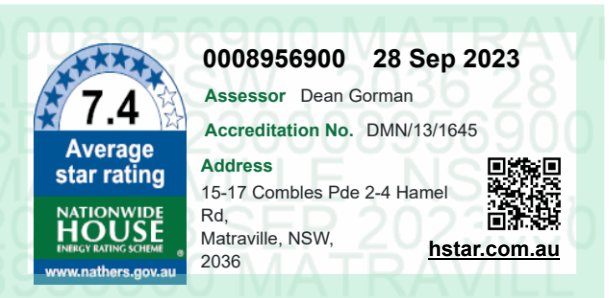 0008956900 28 Sep 2023
7.4
Average
star rating
NATIONWIDE
HOUSE
ENERGY RATING SCHEME
www.nathers.gov.au
Assessor Dean Gorman
Accreditation No. DMN/13/1645
Address
15-17 Combles Pde 2-4 Hamel
Rd,
Matraville, NSW,
2036
hstar.com.au